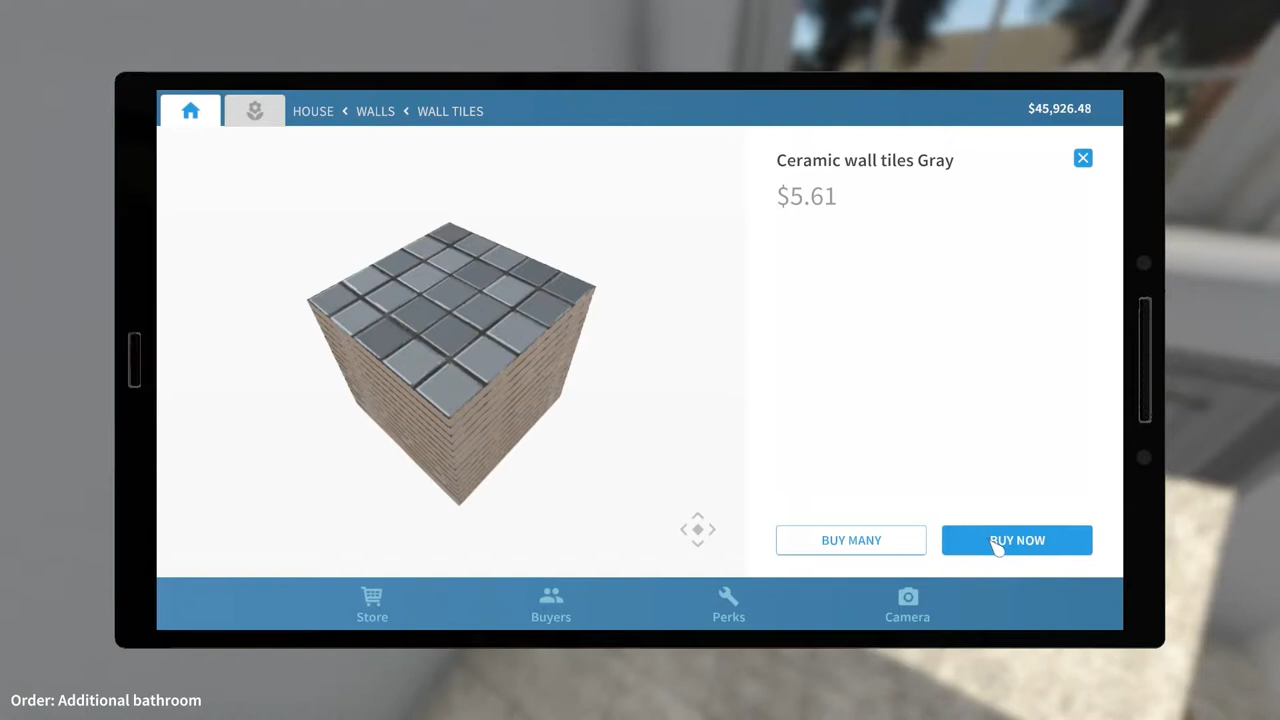 HOUSE < WALLS < WALL TILES
$45,926.48
Ceramic wall tiles Gray
$5.61
BUY MANY
BUY NOW
Store
Buyers
Perks
Camera
Order: Additional bathroom